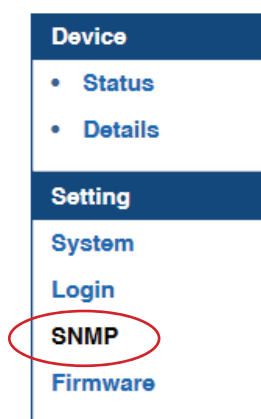 Device
• Status
• Details
Setting
System
Login
SNMP
Firmware